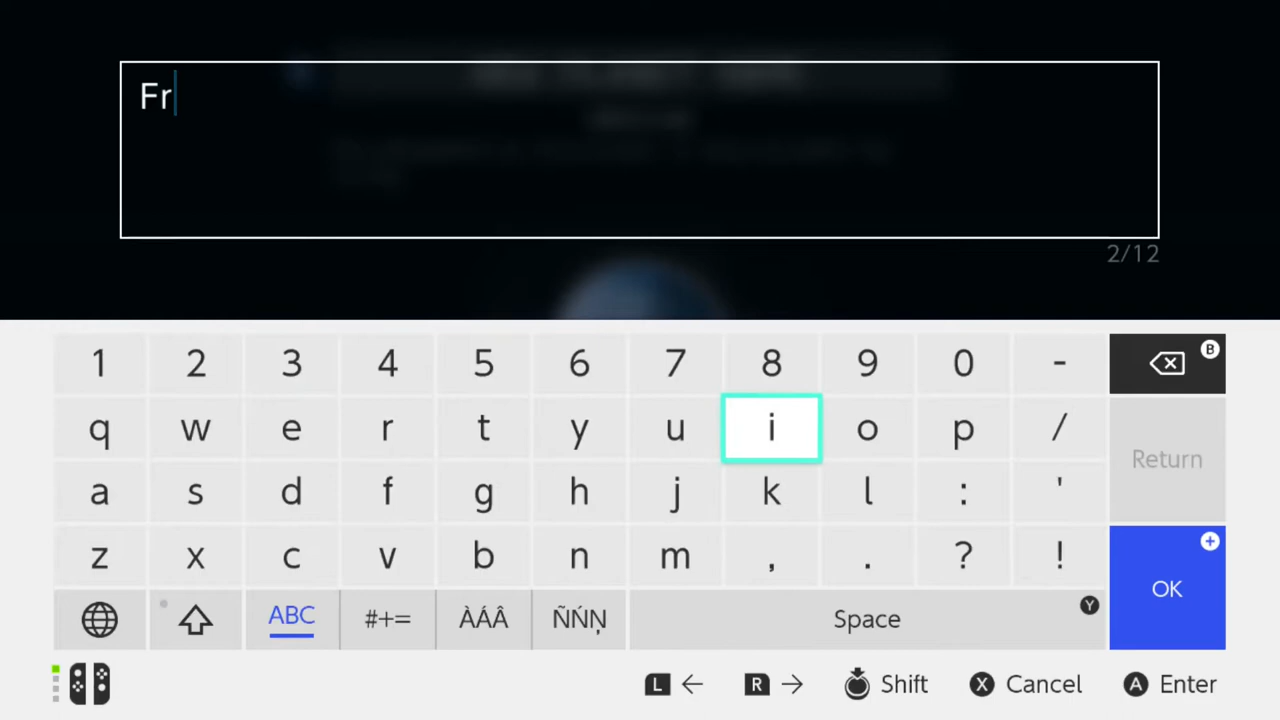 Fr
2/12
1 2 3 4 5 6 7 8 9 0 - B
q w e r t y u i o p /
Return
a s d f g h j k l : '
z x c v b n m , . ? !
+
OK
ABC #+= ÀÁÂ ÑŃŅ Space Y
L ← R → Shift X Cancel A Enter